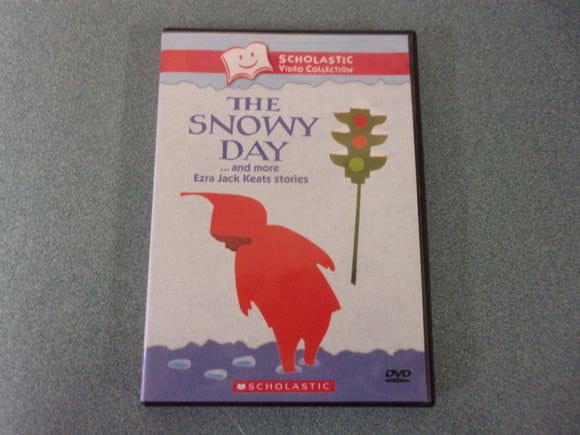 SCHOLASTIC
VIDEO COLLECTION
THE
SNOWY
DAY
...and more
Ezra Jack Keats stories
SCHOLASTIC
DVD